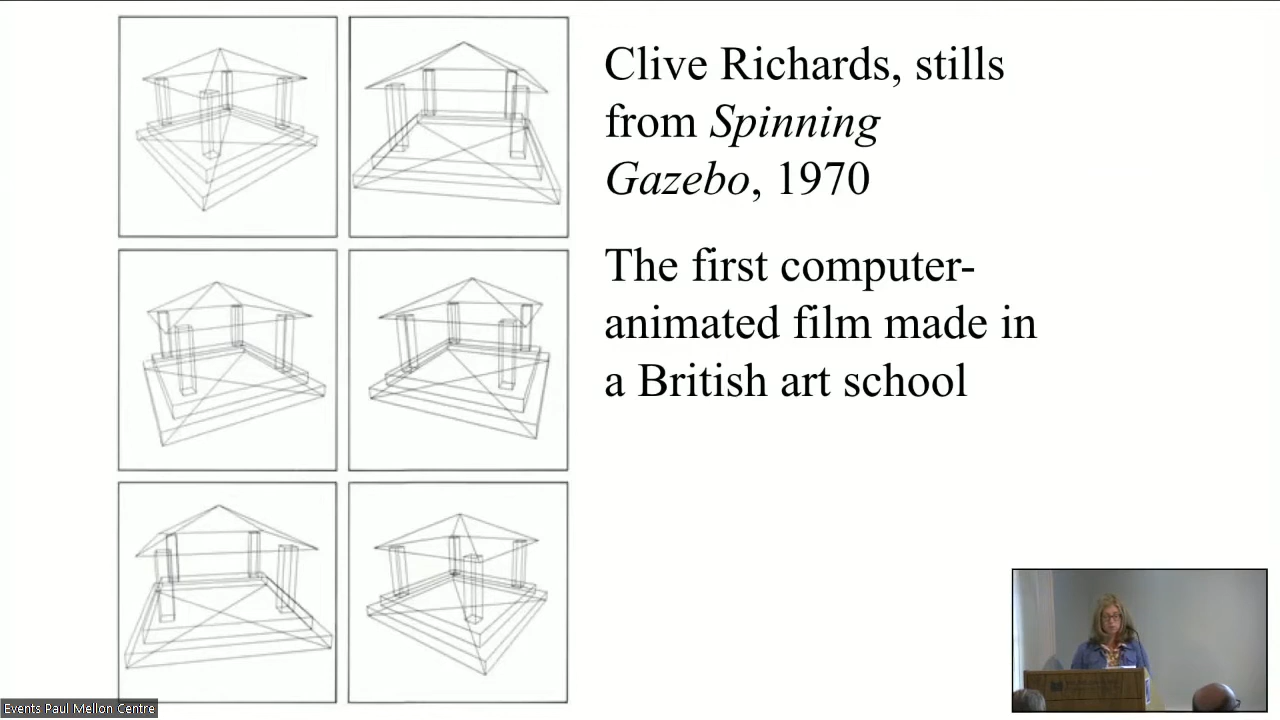 Clive Richards, stills
from Spinning
Gazebo, 1970
The first computer-
animated film made in
a British art school
Events Paul Mellon Centre